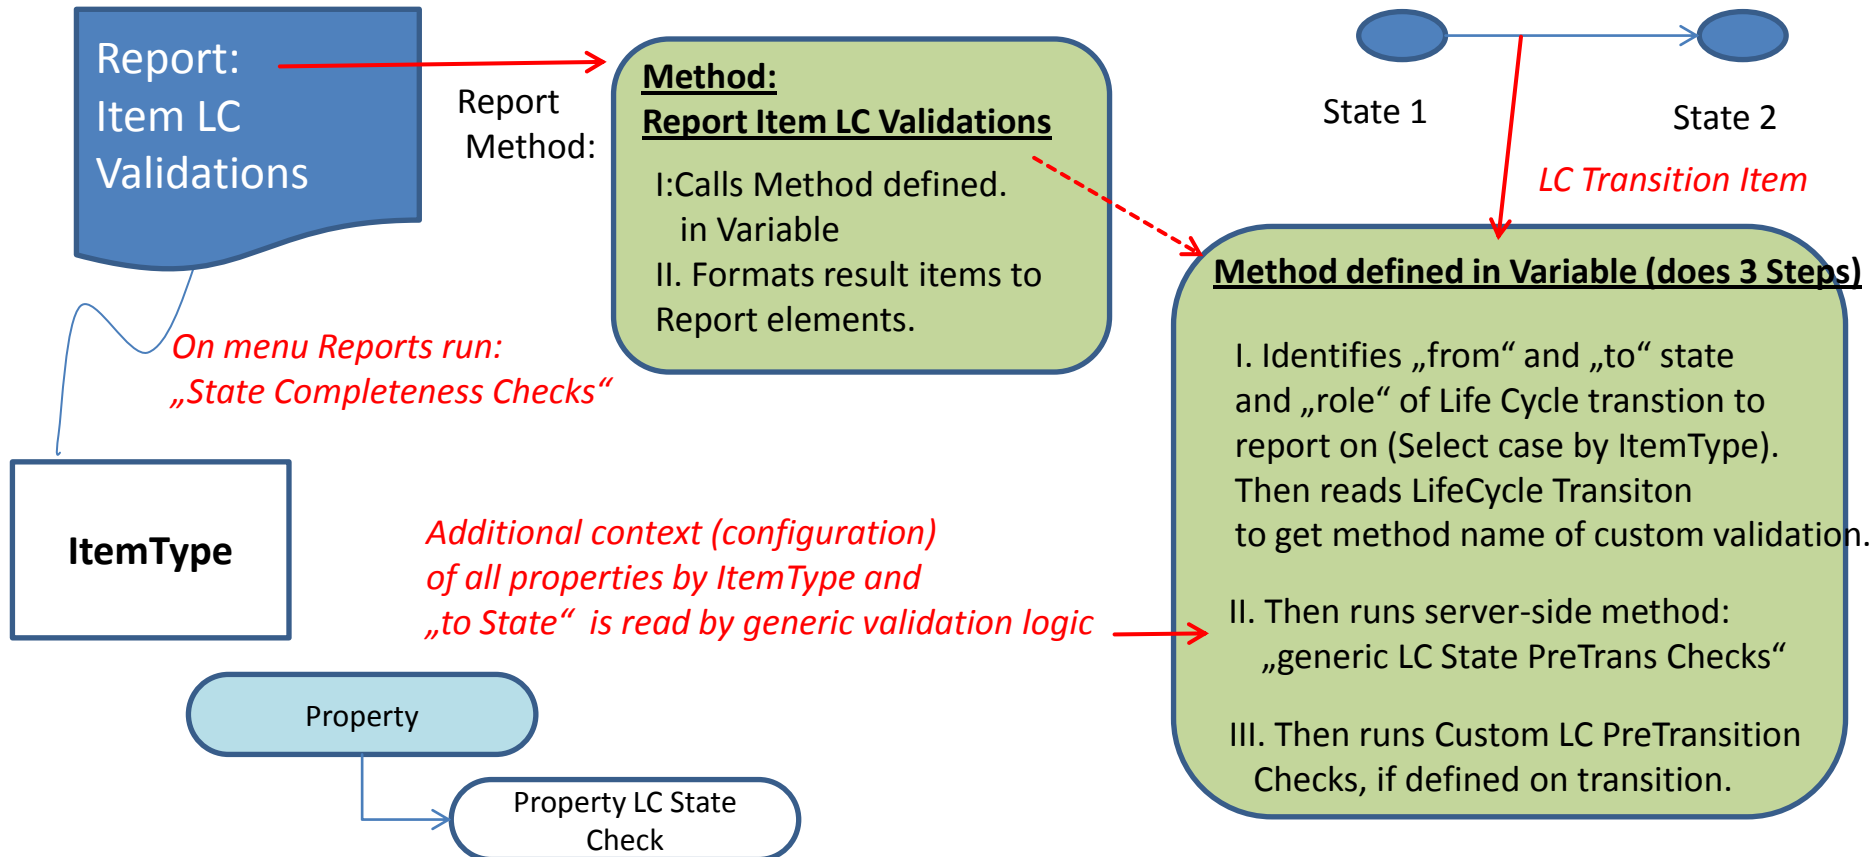 Report:
Item LC
Validations
Report
Method:
Method:
Report Item LC Validations
I:Calls Method defined.
in Variable
II. Formats result items to
Report elements.
State 1
State 2
LC Transition Item
On menu Reports run:
„State Completeness Checks“
ItemType
Additional context (configuration)
of all properties by ItemType and
„to State“ is read by generic validation logic
Property
Property LC State
Check
Method defined in Variable (does 3 Steps)
I. Identifies „from“ and „to“ state
and „role“ of Life Cycle transtion to
report on (Select case by ItemType).
Then reads LifeCycle Transiton
to get method name of custom validation.
II. Then runs server-side method:
„generic LC State PreTrans Checks“
III. Then runs Custom LC PreTransition
Checks, if defined on transition.